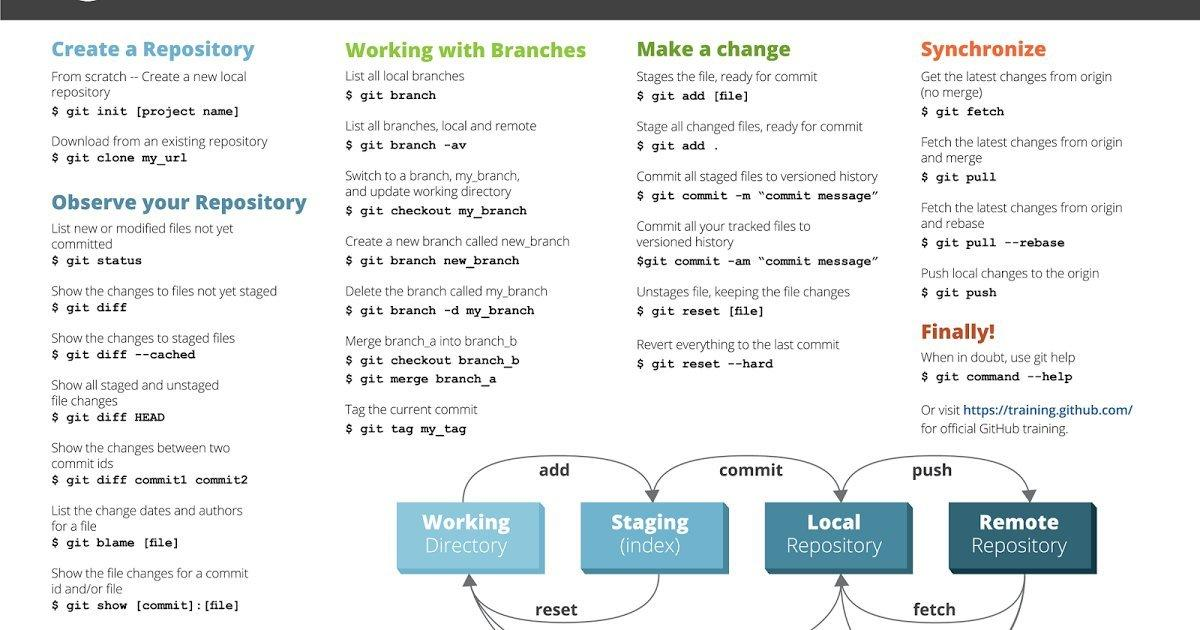 Create a Repository
From scratch -- Create a new local
repository
$ git init [project name]
Download from an existing repository
$ git clone my_url
Observe your Repository
List new or modified files not yet
committed
$ git status
Show the changes to files not yet staged
$ git diff
Show the changes to staged files
$ git diff --cached
Show all staged and unstaged
file changes
$ git diff HEAD
Show the changes between two
commit ids
$ git diff commit1 commit2
List the change dates and authors
for a file
$ git blame [file]
Show the file changes for a commit
id and/or file
$ git show [commit]:[file]
Working with Branches
List all local branches
$ git branch
List all branches, local and remote
$ git branch -av
Switch to a branch, my_branch,
and update working directory
$ git checkout my_branch
Create a new branch called new_branch
$ git branch new_branch
Delete the branch called my_branch
$ git branch -d my_branch
Merge branch_a into branch_b
$ git checkout branch_b
$ git merge branch_a
Tag the current commit
$ git tag my_tag
Make a change
Stages the file, ready for commit
$ git add [file]
Stage all changed files, ready for commit
$ git add .
Commit all staged files to versioned history
$ git commit -m “commit message”
Commit all your tracked files to
versioned history
$git commit -am “commit message”
Unstages file, keeping the file changes
$ git reset [file]
Revert everything to the last commit
$ git reset --hard
Synchronize
Get the latest changes from origin
(no merge)
$ git fetch
Fetch the latest changes from origin
and merge
$ git pull
Fetch the latest changes from origin
and rebase
$ git pull --rebase
Push local changes to the origin
$ git push
Finally!
When in doubt, use git help
$ git command --help
Or visit https://training.github.com/
for official GitHub training.
add
commit
push
Working
Directory
Staging
(index)
Local
Repository
Remote
Repository
reset
fetch